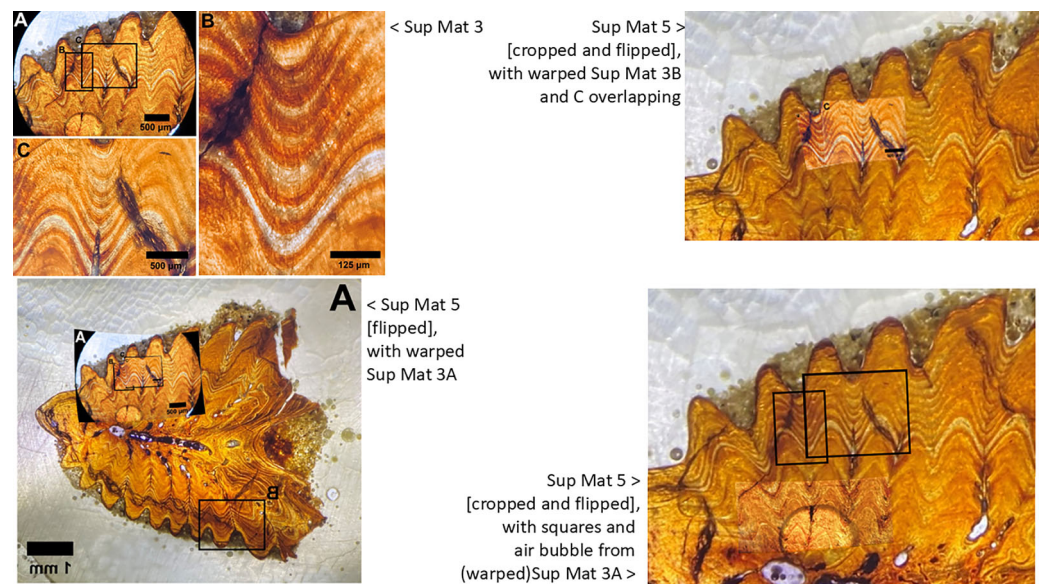 A
B
C
500 µm
B
125 µm
C
500 µm
< Sup Mat 3
Sup Mat 5 >
[cropped and flipped],
with warped Sup Mat 3B
and C overlapping
C
A
< Sup Mat 5
[flipped],
with warped
Sup Mat 3A
A
500 µm
B
1 mm
Sup Mat 5 >
[cropped and flipped],
with squares and
air bubble from
(warped)Sup Mat 3A >